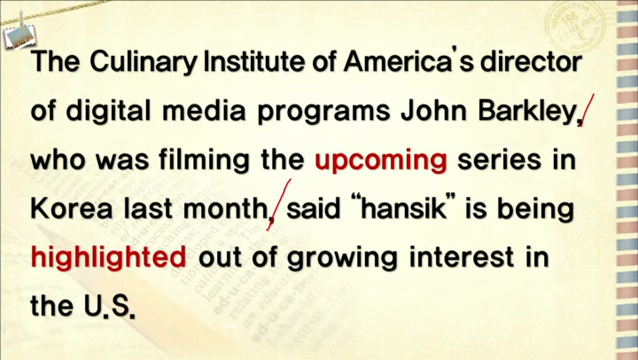 The Culinary Institute of America's director
of digital media programs John Barkley,
who was filming the upcoming series in
Korea last month, said "hansik" is being
highlighted out of growing interest in
the U.S.